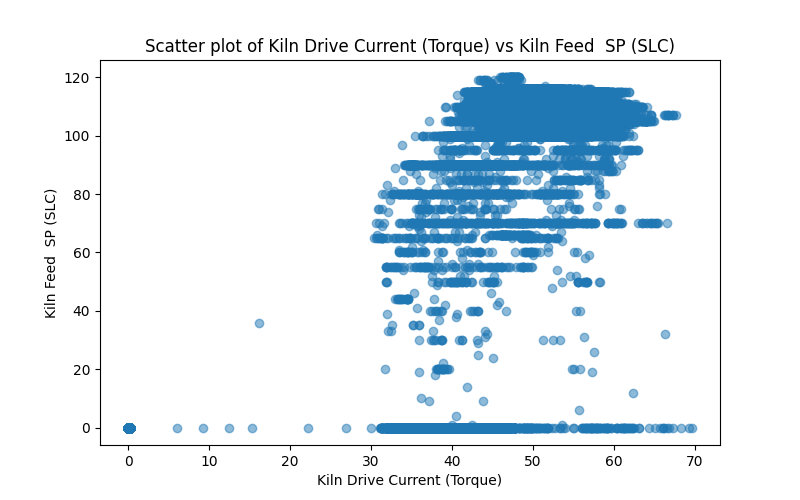 Scatter plot of Kiln Drive Current (Torque) vs Kiln Feed  SP (SLC)
120
100
80
60
40
20
0
Kiln Feed  SP (SLC)
0 10 20 30 40 50 60 70
Kiln Drive Current (Torque)